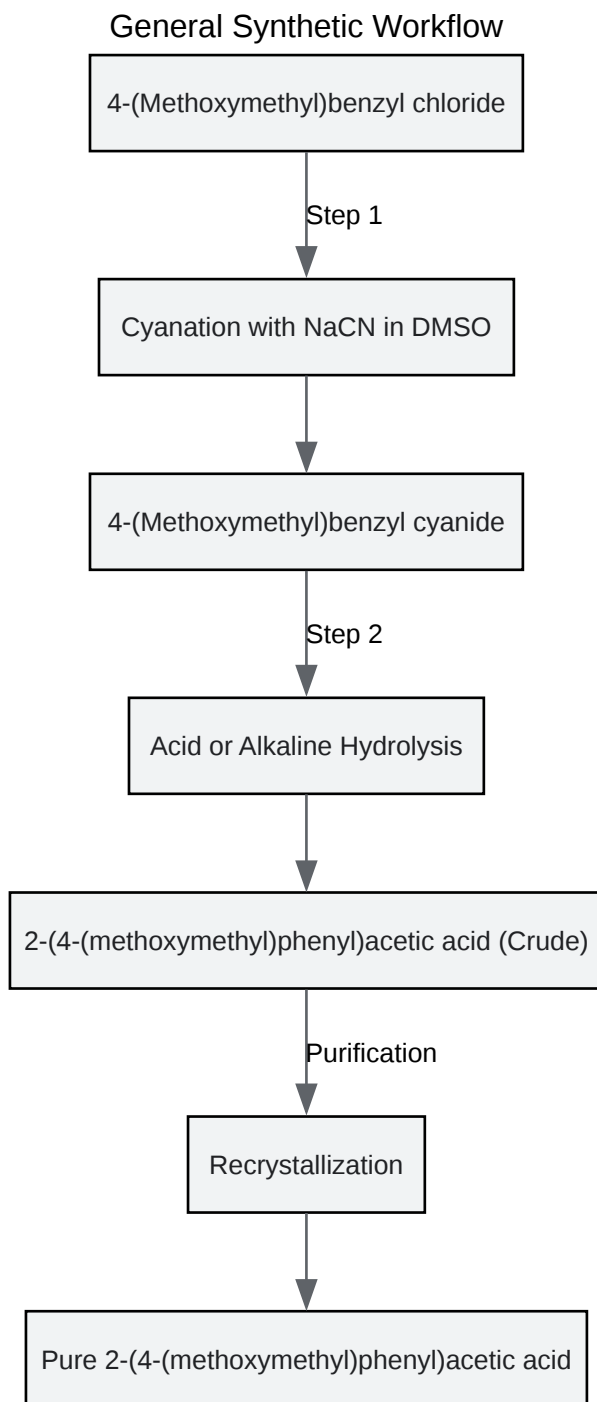 General Synthetic Workflow
4-(Methoxymethyl)benzyl chloride
Step 1
Cyanation with NaCN in DMSO
4-(Methoxymethyl)benzyl cyanide
Step 2
Acid or Alkaline Hydrolysis
2-(4-(methoxymethyl)phenyl)acetic acid (Crude)
Purification
Recrystallization
Pure 2-(4-(methoxymethyl)phenyl)acetic acid